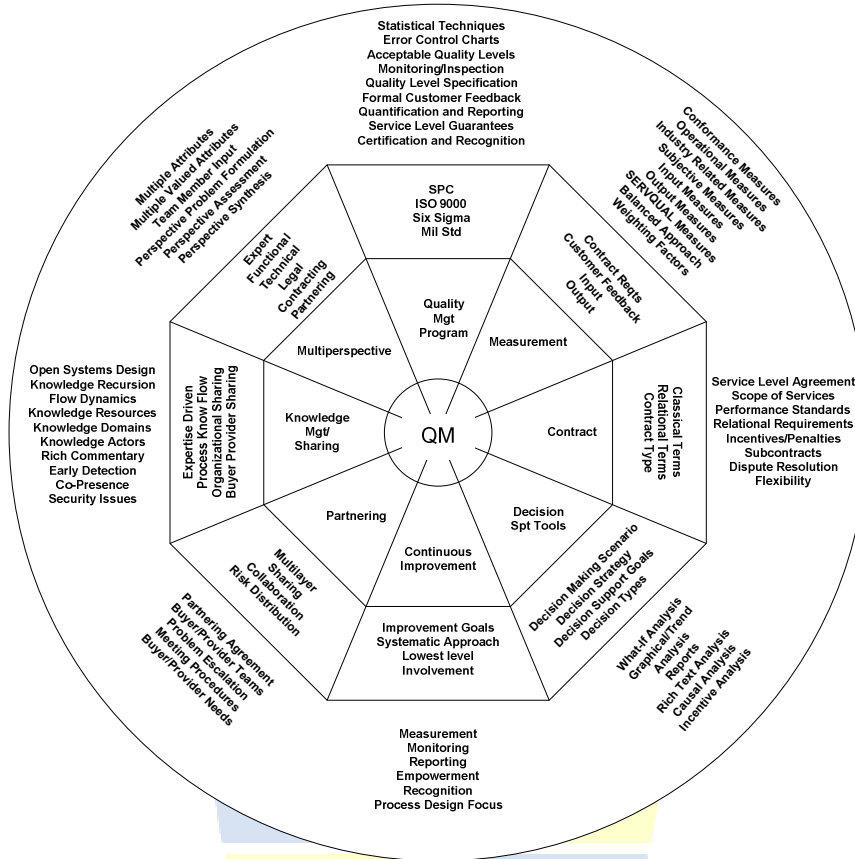 Statistical Techniques
Error Control Charts
Acceptable Quality Levels
Monitoring/Inspection
Quality Level Specification
Formal Customer Feedback
Quantification and Reporting
Service Level Guarantees
Certification and Recognition
SPC
ISO 9000
Six Sigma
Mil Std
Quality
Mgt
Program
Conformance Measures
Operational Measures
Industry Related Measures
Subjective Measures
Input Measures
Output Measures
SERVQUAL Measures
Balanced Approach
Weighting Factors
Contract Reqts
Customer Feedback
Input
Output
Measurement
Service Level Agreement
Scope of Services
Performance Standards
Relational Requirements
Incentives/Penalties
Subcontracts
Dispute Resolution
Flexibility
Classical Terms
Relational Terms
Contract Type
Contract
What-If Analysis
Graphical/Trend
Analysis
Reports
Rich Text Analysis
Causal Analysis
Incentive Analysis
Decision Making Scenario
Decision Strategy
Decision Support Goals
Decision Types
Decision
Spt Tools
Measurement
Monitoring
Reporting
Empowerment
Recognition
Process Design Focus
Improvement Goals
Systematic Approach
Lowest level
Involvement
Continuous
Improvement
Partnering Agreement
Buyer/Provider Teams
Problem Escalation
Meeting Procedures
Buyer/Provider Needs
Multilayer
Sharing
Collaboration
Risk Distribution
Partnering
Open Systems Design
Knowledge Recursion
Flow Dynamics
Knowledge Resources
Knowledge Domains
Knowledge Actors
Rich Commentary
Early Detection
Co-Presence
Security Issues
Expertise Driven
Process Know Flow
Organizational Sharing
Buyer Provider Sharing
Knowledge
Mgt/
Sharing
Multiple Attributes
Multiple Valued Attributes
Team Member Input
Perspective Problem Formulation
Perspective Assessment
Perspective Synthesis
Expert
Functional
Technical
Legal
Contracting
Partnering
Multiperspective
QM